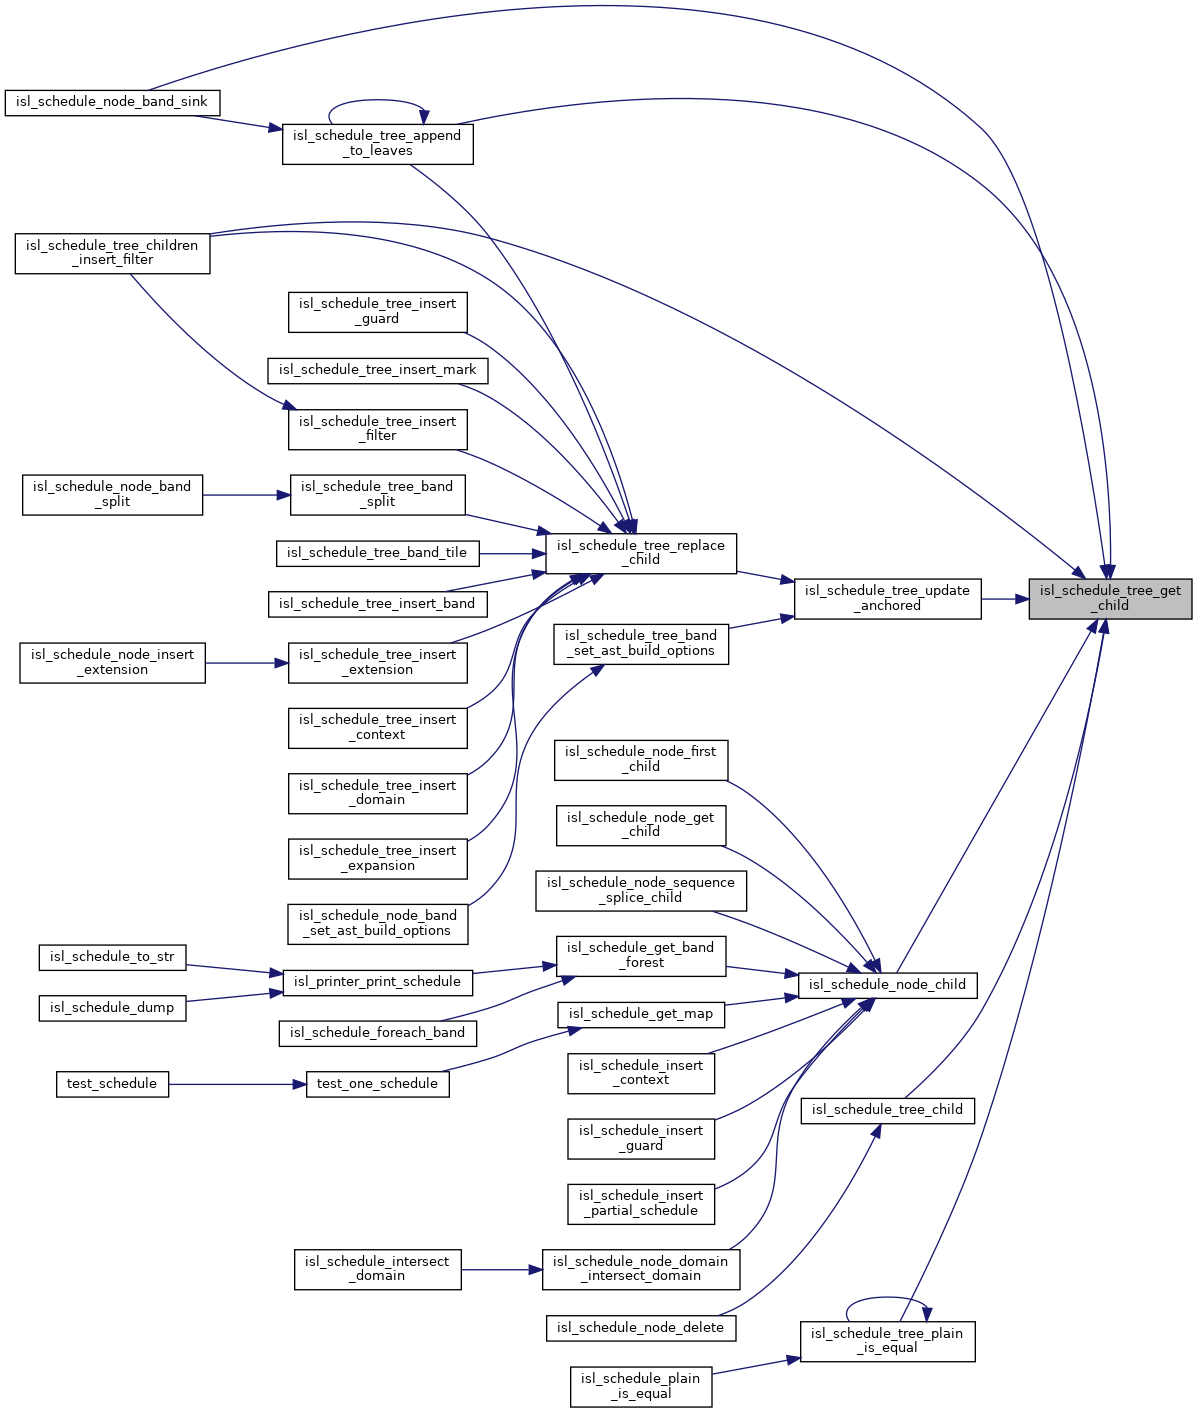 isl_schedule_node_band_sink
isl_schedule_tree_append
_to_leaves
isl_schedule_tree_children
_insert_filter
isl_schedule_tree_insert
_guard
isl_schedule_tree_insert_mark
isl_schedule_tree_insert
_filter
isl_schedule_node_band
_split
isl_schedule_tree_band
_split
isl_schedule_tree_band_tile
isl_schedule_tree_replace
_child
isl_schedule_tree_insert_band
isl_schedule_tree_update
_anchored
isl_schedule_tree_get
_child
isl_schedule_node_insert
_extension
isl_schedule_tree_insert
_extension
isl_schedule_tree_band
_set_ast_build_options
isl_schedule_tree_insert
_context
isl_schedule_node_first
_child
isl_schedule_tree_insert
_domain
isl_schedule_node_get
_child
isl_schedule_tree_insert
_expansion
isl_schedule_node_sequence
_splice_child
isl_schedule_node_band
_set_ast_build_options
isl_schedule_to_str
isl_schedule_get_band
_forest
isl_printer_print_schedule
isl_schedule_node_child
isl_schedule_dump
isl_schedule_foreach_band
isl_schedule_get_map
isl_schedule_insert
_context
test_schedule
test_one_schedule
isl_schedule_tree_child
isl_schedule_insert
_guard
isl_schedule_insert
_partial_schedule
isl_schedule_intersect
_domain
isl_schedule_node_domain
_intersect_domain
isl_schedule_node_delete
isl_schedule_tree_plain
_is_equal
isl_schedule_plain
_is_equal